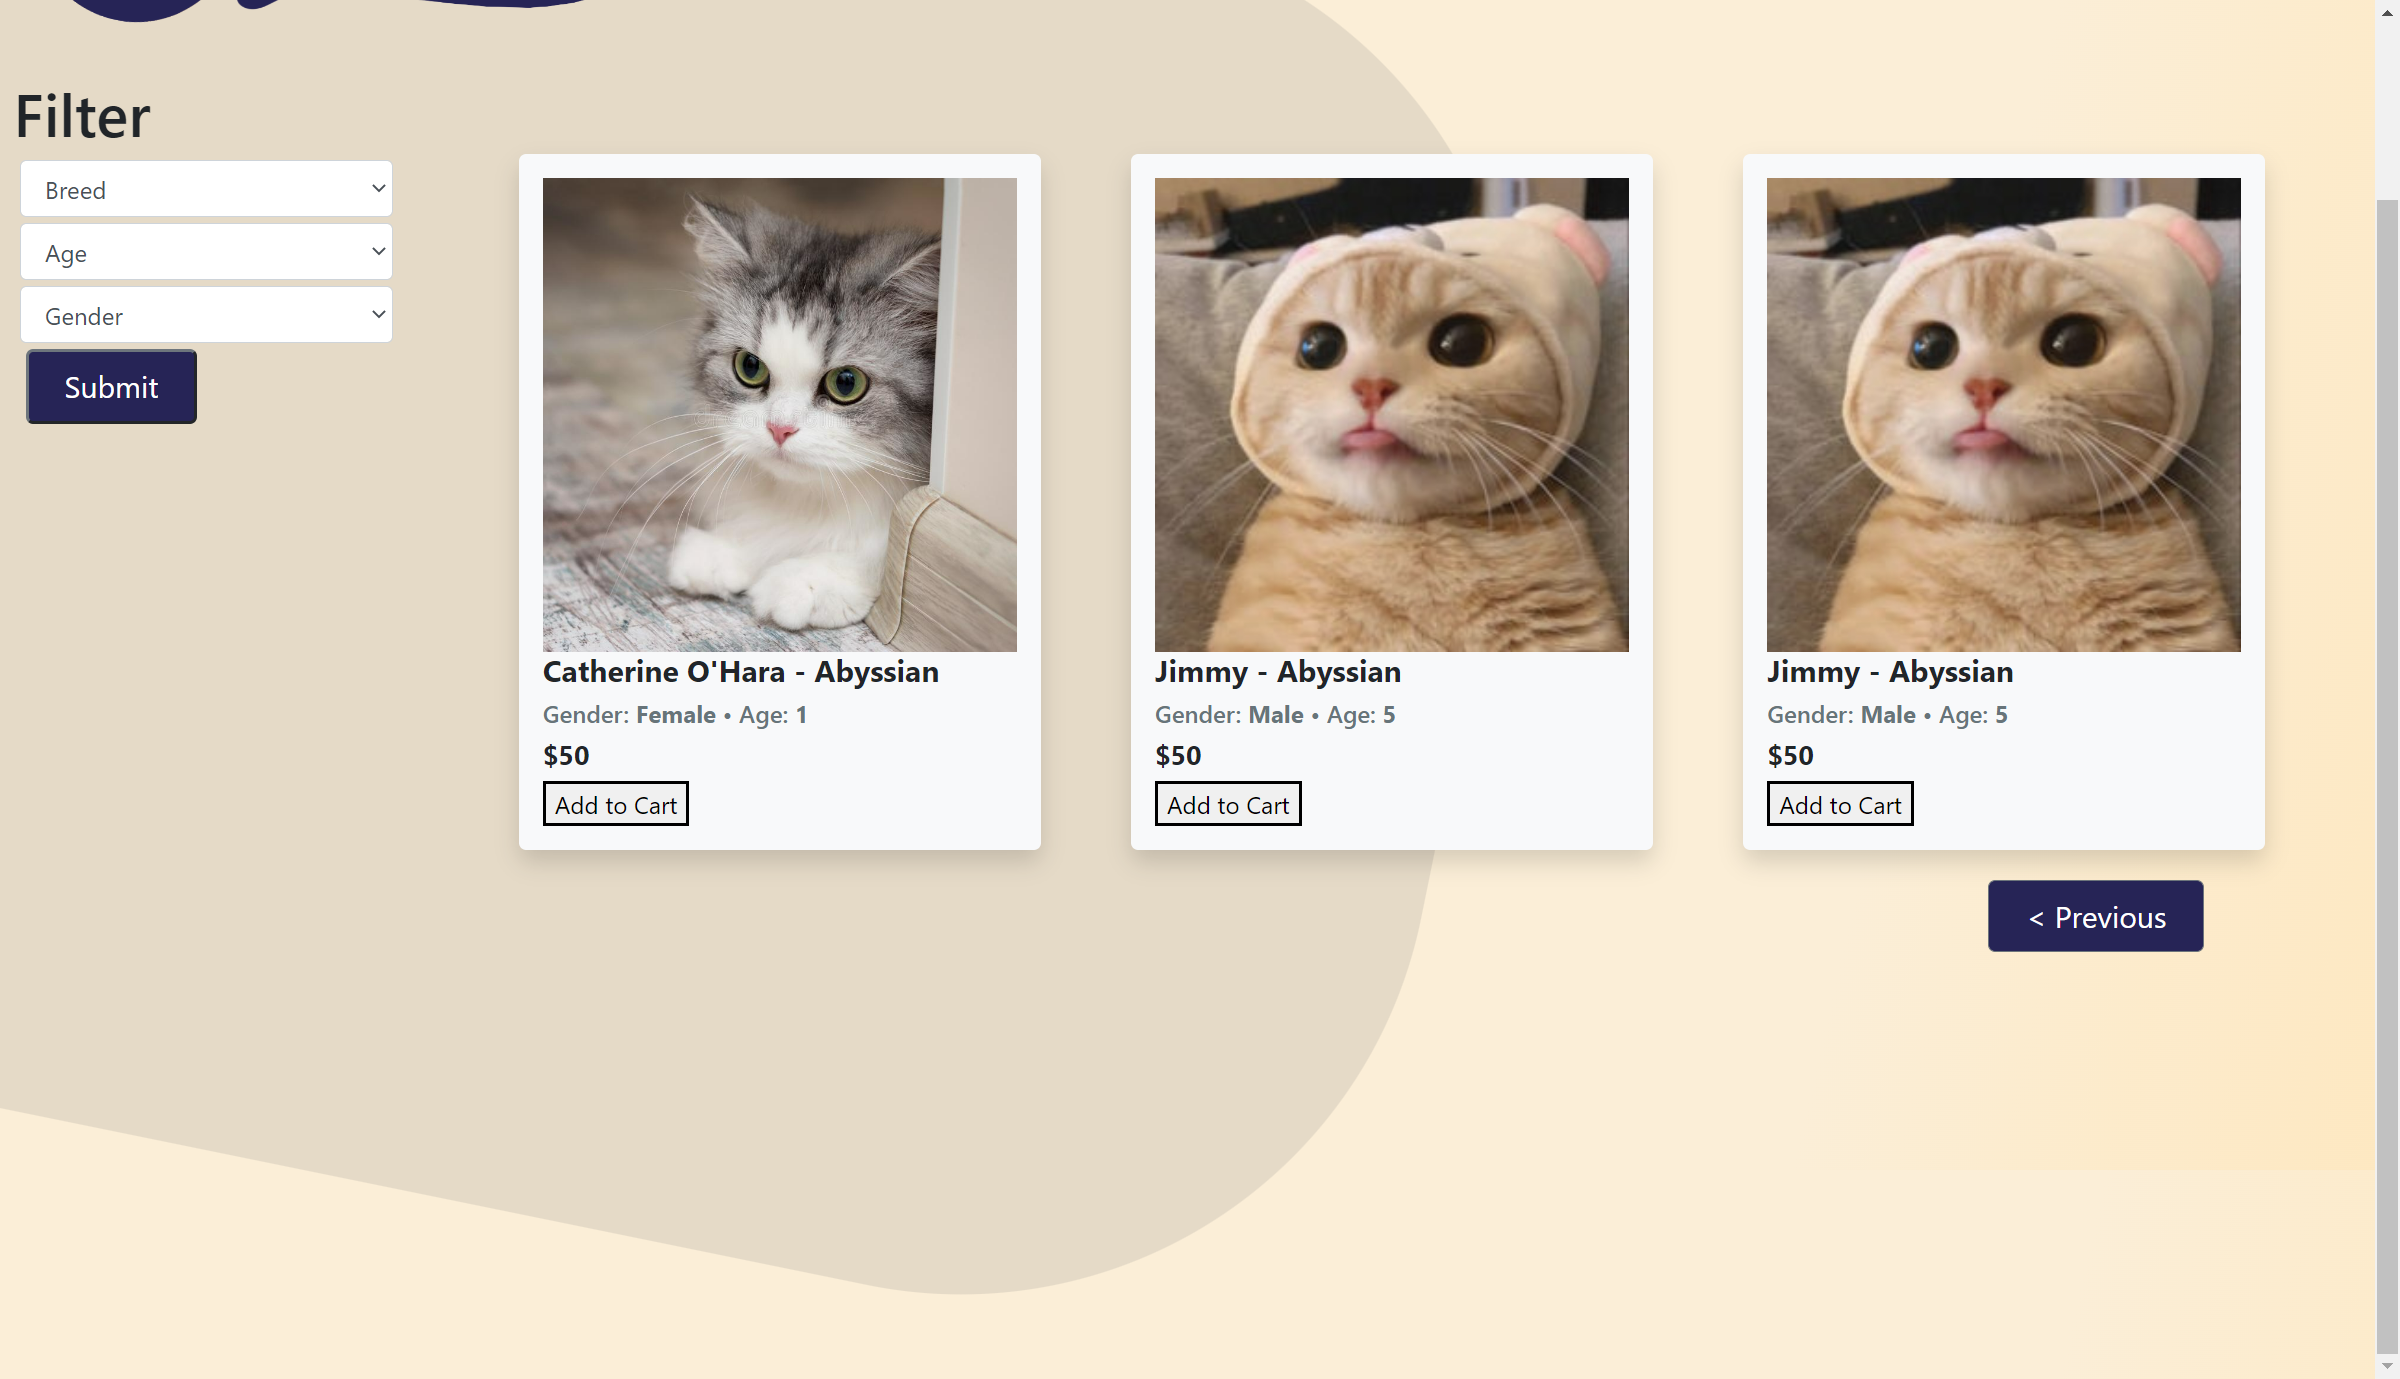 Filter
Breed
Age
Gender
Submit
Catherine O'Hara - Abyssian
Gender: Female • Age: 1
$50
Add to Cart
Jimmy - Abyssian
Gender: Male • Age: 5
$50
Add to Cart
Jimmy - Abyssian
Gender: Male • Age: 5
$50
Add to Cart
< Previous